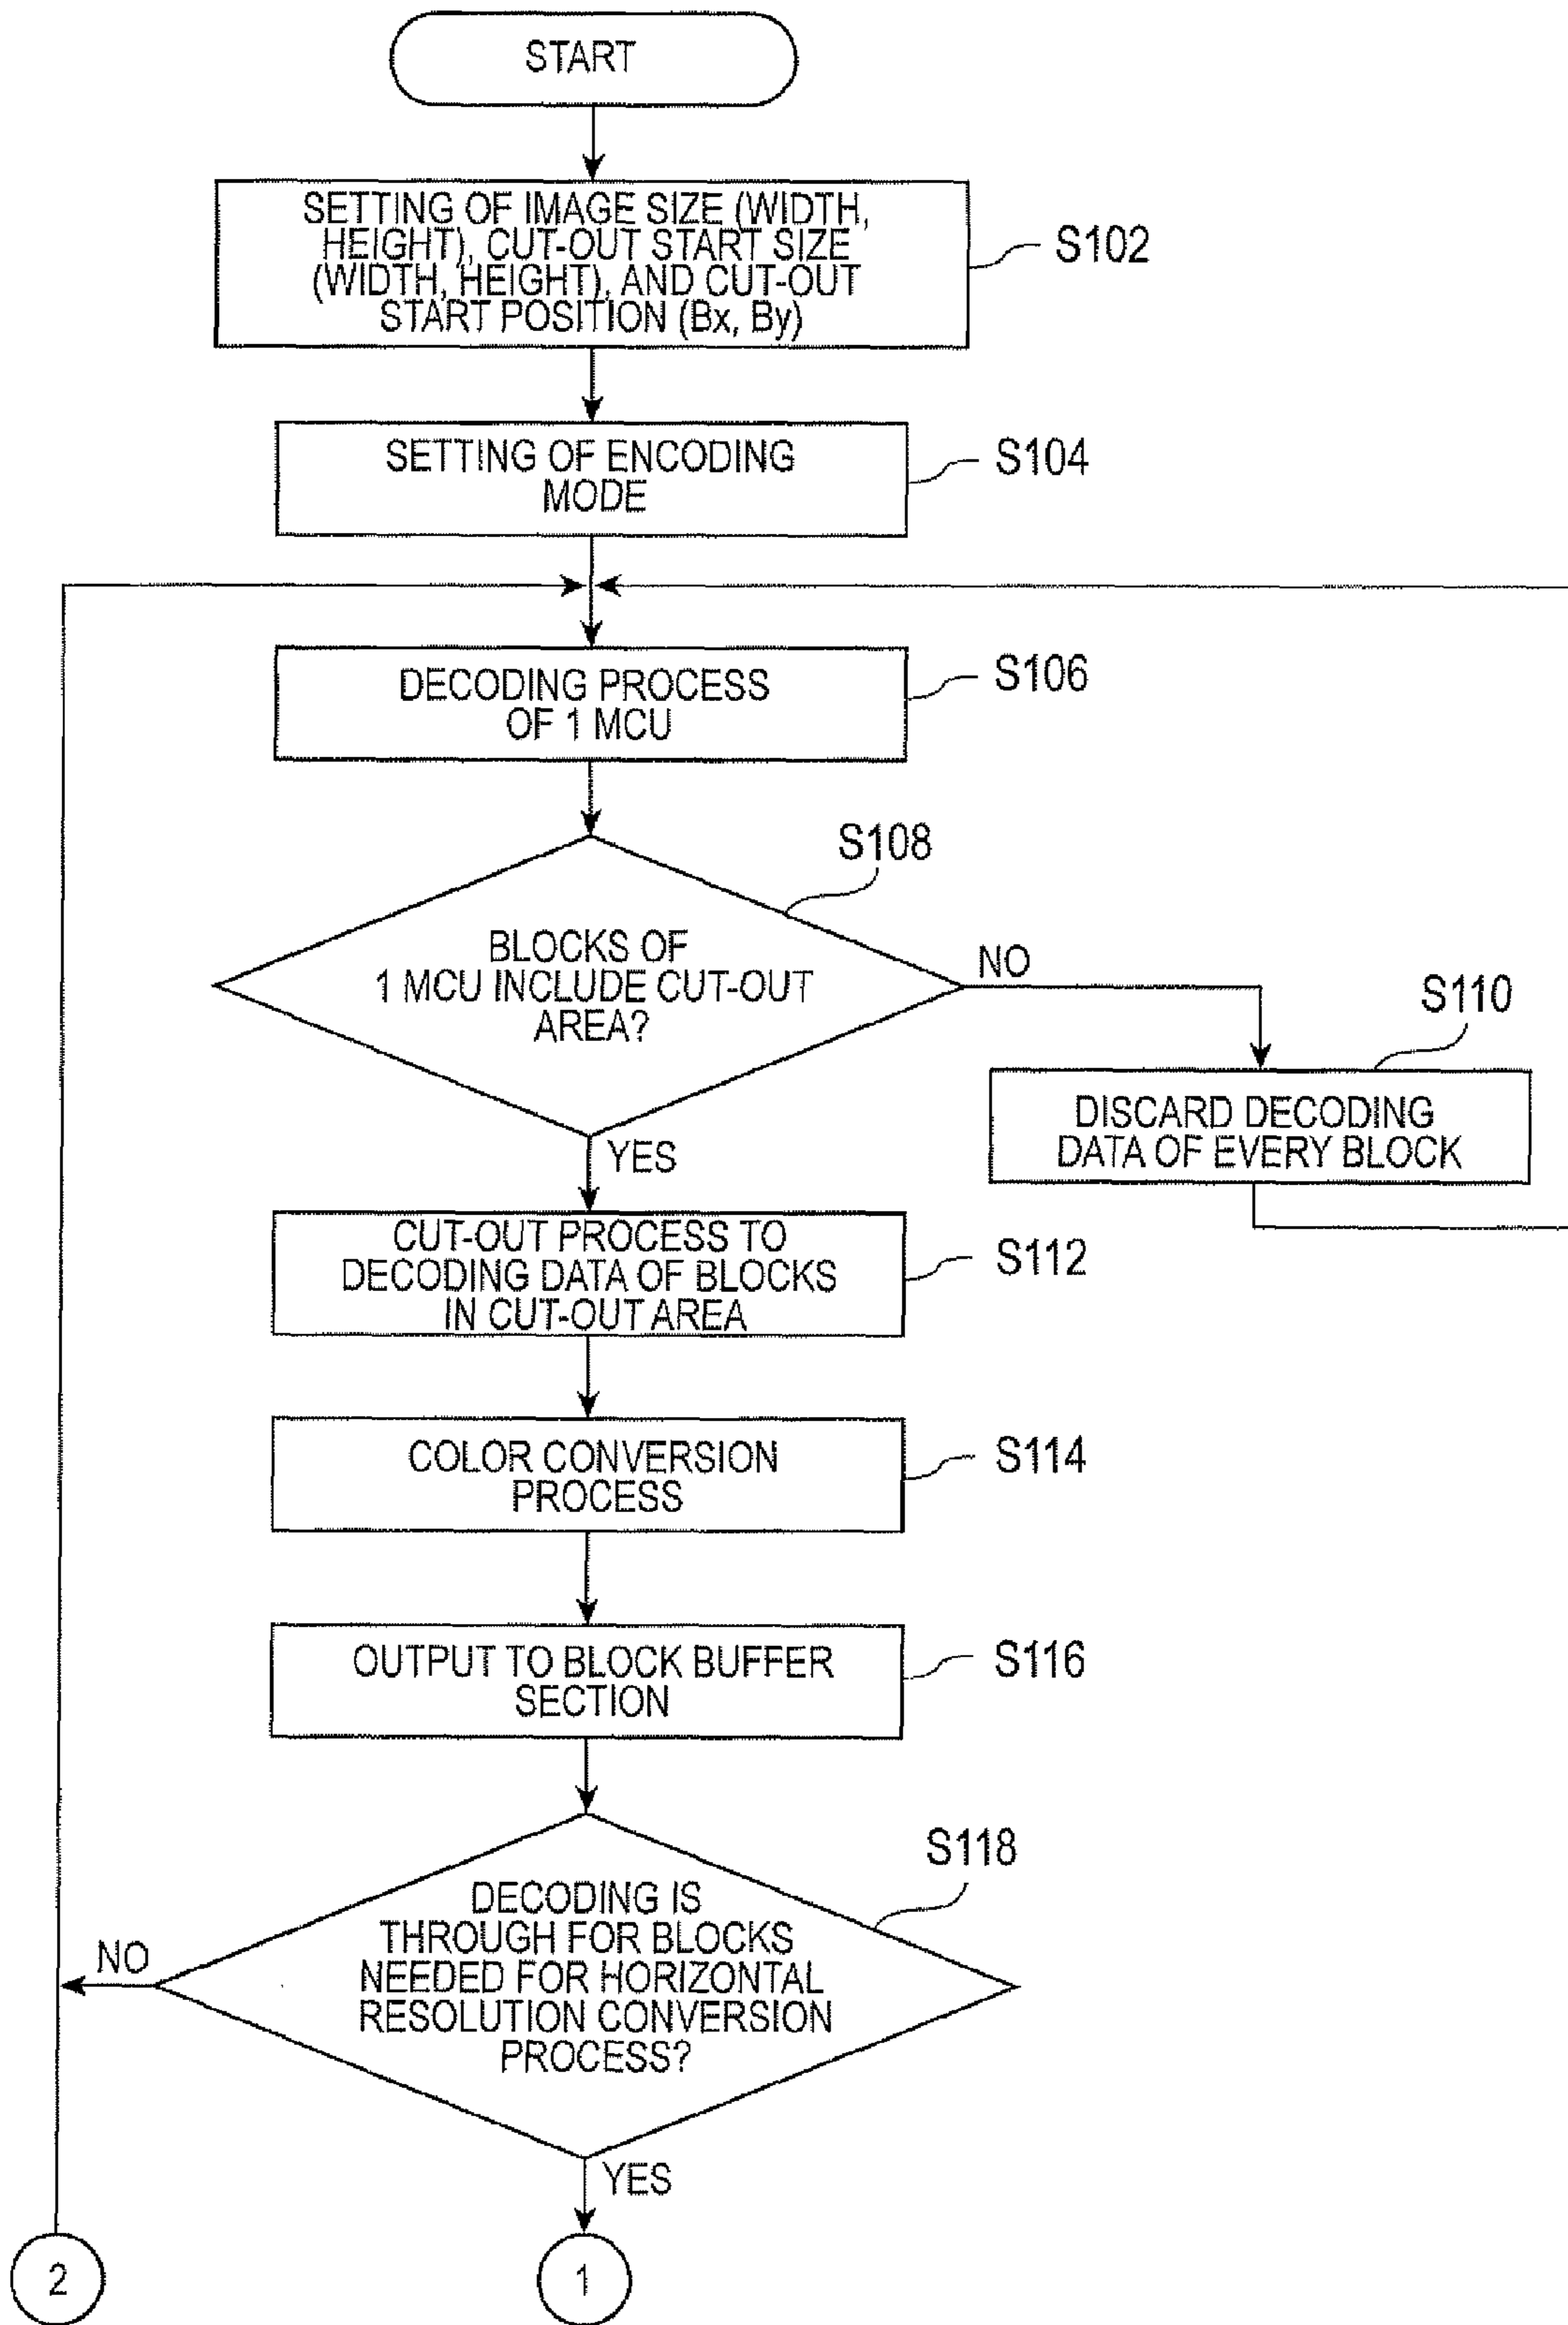 START
SETTING OF IMAGE SIZE (WIDTH,
HEIGHT), CUT-OUT START SIZE
(WIDTH, HEIGHT), AND CUT-OUT
START POSITION (Bx, By)
S102
SETTING OF ENCODING
MODE
S104
DECODING PROCESS
OF 1 MCU
S106
S108
BLOCKS OF
1 MCU INCLUDE CUT-OUT
AREA?
NO
S110
DISCARD DECODING
DATA OF EVERY BLOCK
YES
CUT-OUT PROCESS TO
DECODING DATA OF BLOCKS
IN CUT-OUT AREA
S112
COLOR CONVERSION
PROCESS
S114
OUTPUT TO BLOCK BUFFER
SECTION
S116
S118
DECODING IS
THROUGH FOR BLOCKS
NEEDED FOR HORIZONTAL
RESOLUTION CONVERSION
PROCESS?
NO
YES
2
1